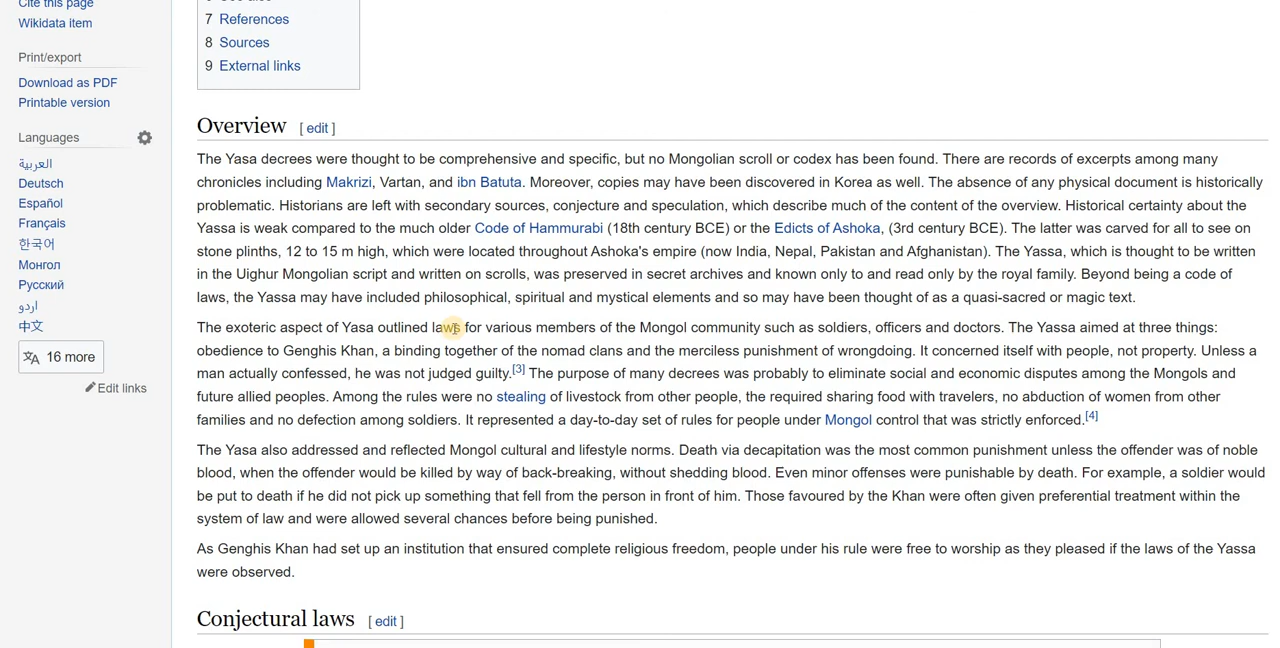 Cite this page
Wikidata item
Print/export
Download as PDF
Printable version
Languages
العربية
Deutsch
Español
Français
한국어
Монгол
Русский
اردو
中文
16 more
Edit links
7 References
8 Sources
9 External links
Overview [ edit ]
The Yasa decrees were thought to be comprehensive and specific, but no Mongolian scroll or codex has been found. There are records of excerpts among many
chronicles including Makrizi, Vartan, and ibn Batuta. Moreover, copies may have been discovered in Korea as well. The absence of any physical document is historically
problematic. Historians are left with secondary sources, conjecture and speculation, which describe much of the content of the overview. Historical certainty about the
Yassa is weak compared to the much older Code of Hammurabi (18th century BCE) or the Edicts of Ashoka, (3rd century BCE). The latter was carved for all to see on
stone plinths, 12 to 15 m high, which were located throughout Ashoka's empire (now India, Nepal, Pakistan and Afghanistan). The Yassa, which is thought to be written
in the Uighur Mongolian script and written on scrolls, was preserved in secret archives and known only to and read only by the royal family. Beyond being a code of
laws, the Yassa may have included philosophical, spiritual and mystical elements and so may have been thought of as a quasi-sacred or magic text.
The exoteric aspect of Yasa outlined laws for various members of the Mongol community such as soldiers, officers and doctors. The Yassa aimed at three things:
obedience to Genghis Khan, a binding together of the nomad clans and the merciless punishment of wrongdoing. It concerned itself with people, not property. Unless a
man actually confessed, he was not judged guilty.[3] The purpose of many decrees was probably to eliminate social and economic disputes among the Mongols and
future allied peoples. Among the rules were no stealing of livestock from other people, the required sharing food with travelers, no abduction of women from other
families and no defection among soldiers. It represented a day-to-day set of rules for people under Mongol control that was strictly enforced.[4]
The Yasa also addressed and reflected Mongol cultural and lifestyle norms. Death via decapitation was the most common punishment unless the offender was of noble
blood, when the offender would be killed by way of back-breaking, without shedding blood. Even minor offenses were punishable by death. For example, a soldier would
be put to death if he did not pick up something that fell from the person in front of him. Those favoured by the Khan were often given preferential treatment within the
system of law and were allowed several chances before being punished.
As Genghis Khan had set up an institution that ensured complete religious freedom, people under his rule were free to worship as they pleased if the laws of the Yassa
were observed.
Conjectural laws [ edit ]